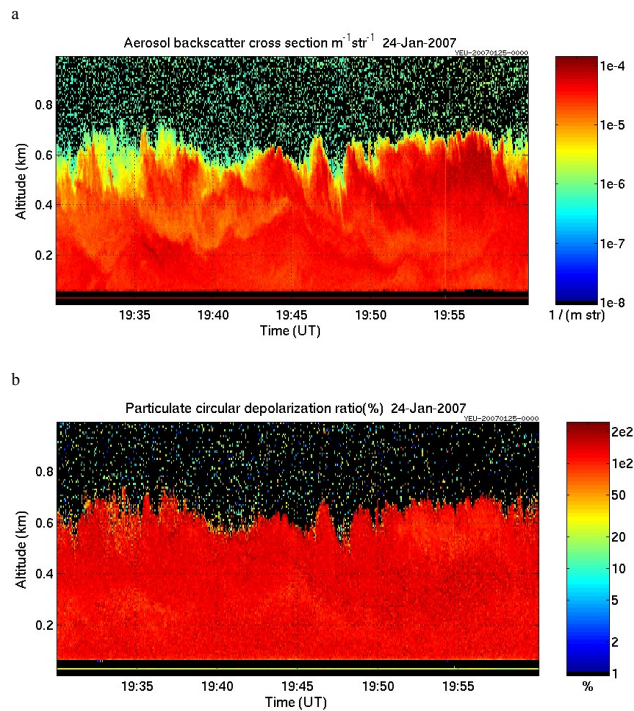 a
Aerosol backscatter cross section m⁻¹str⁻¹ 24-Jan-2007
YEU-20070125-0000
Altitude (km)
0.8
0.6
0.4
0.2
19:35 19:40 19:45 19:50 19:55
Time (UT)
1e-4
1e-5
1e-6
1e-7
1e-8
1 / (m str)
b
Particulate circular depolarization ratio(%) 24-Jan-2007
YEU-20070125-0000
Altitude (km)
0.8
0.6
0.4
0.2
19:35 19:40 19:45 19:50 19:55
Time (UT)
2e2
1e2
50
20
10
5
2
1
%